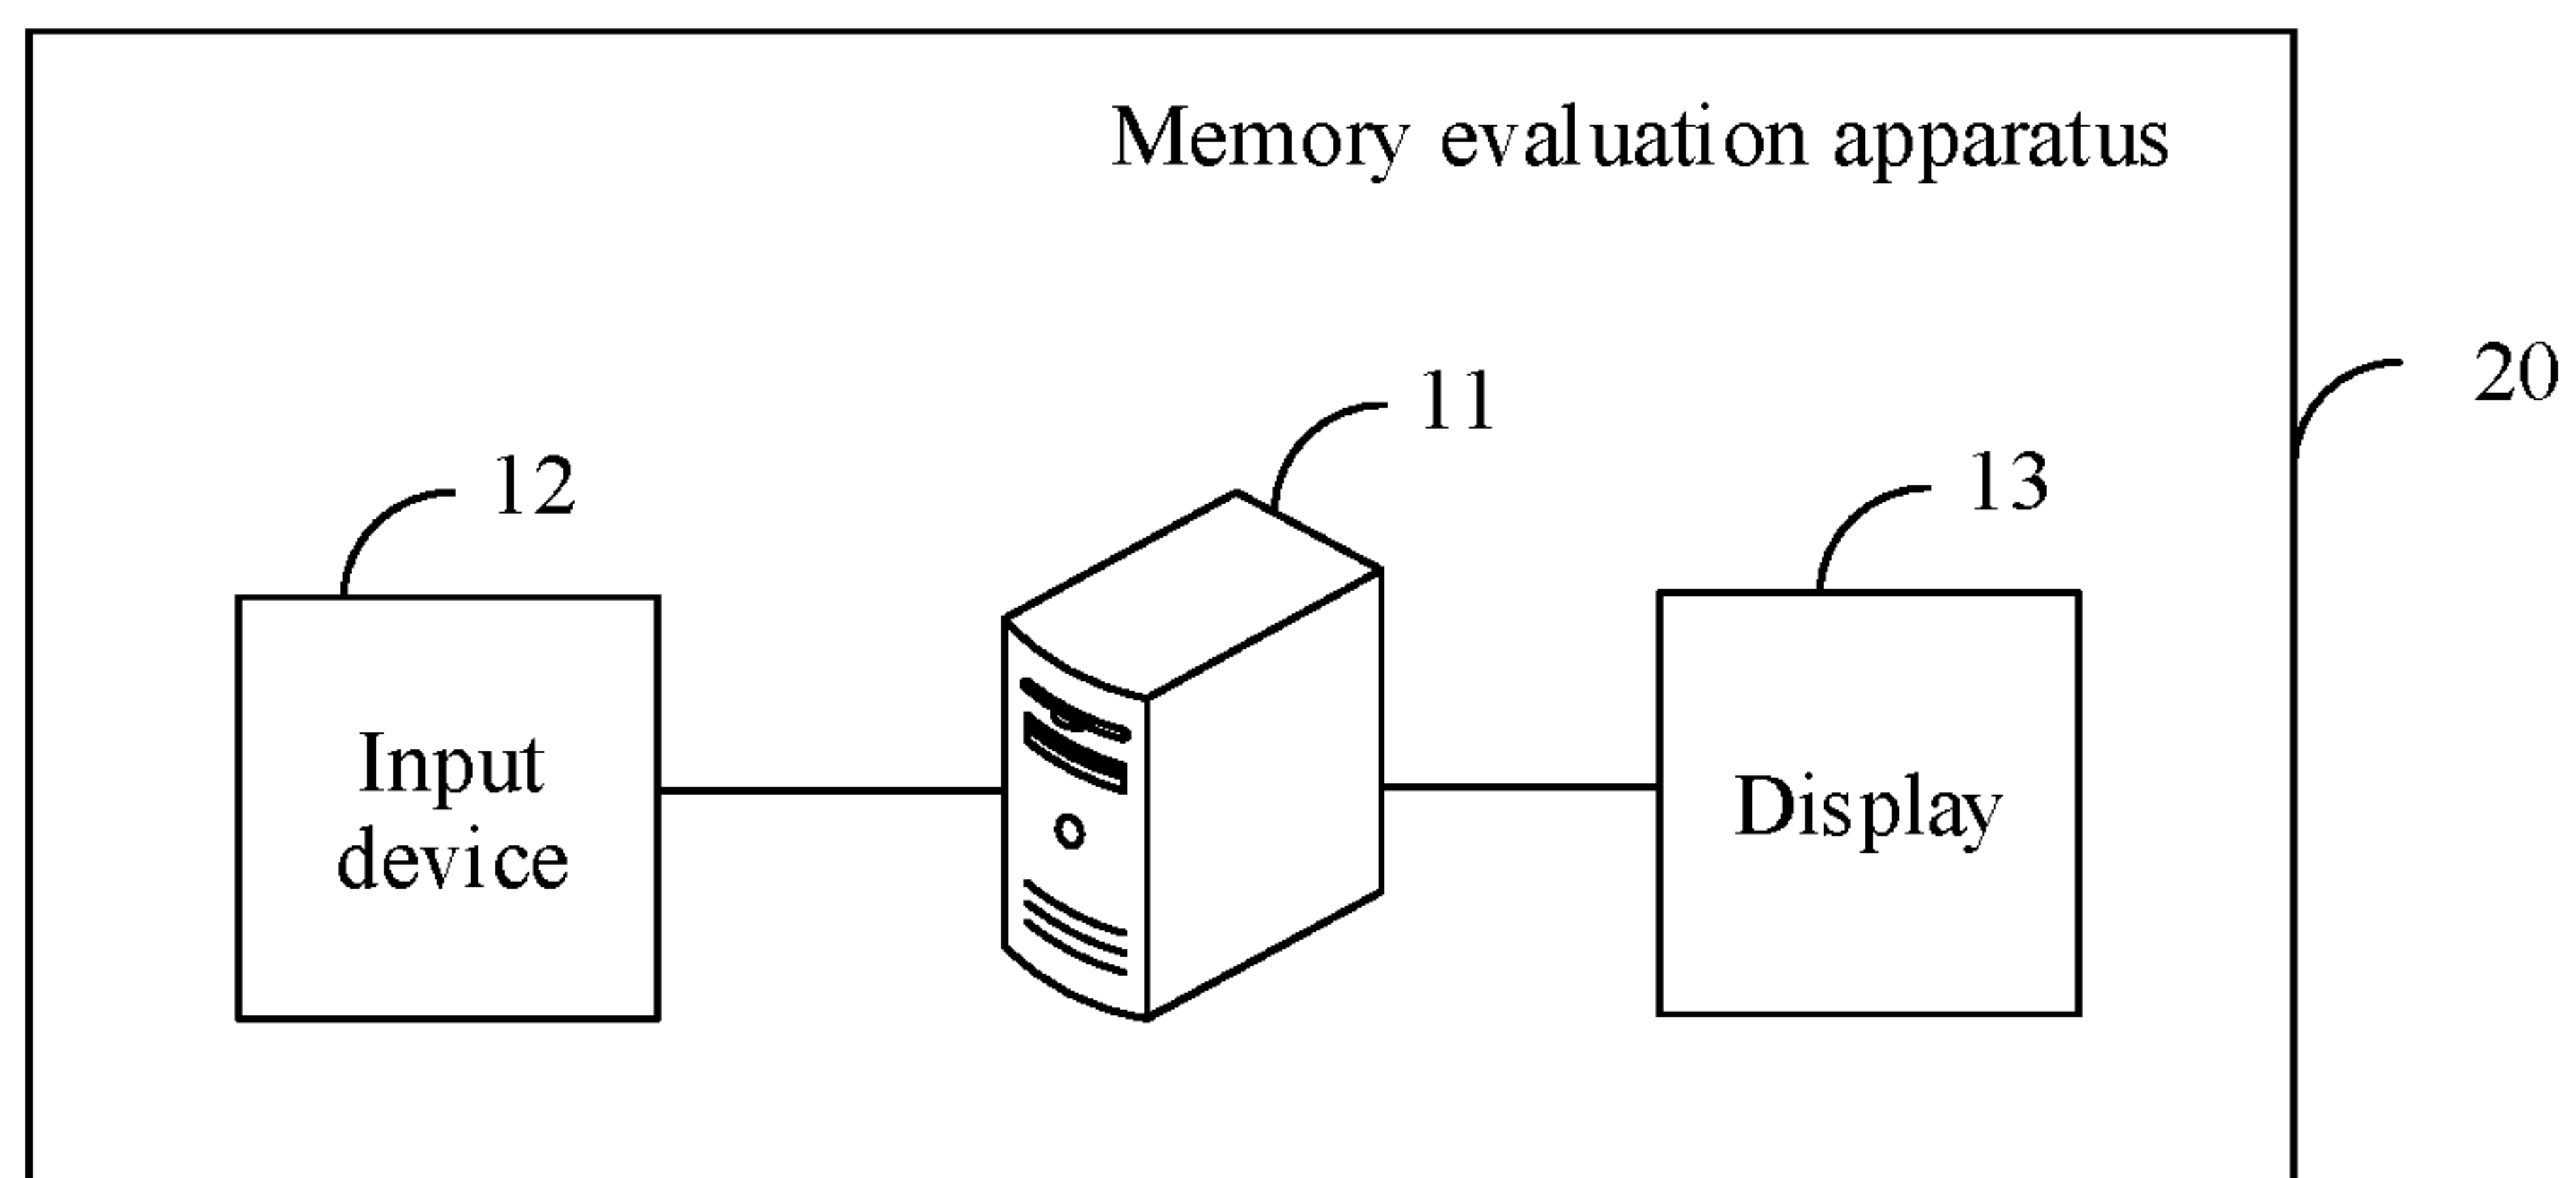 Memory evaluation apparatus
20
11
12
13
Input
device
Display